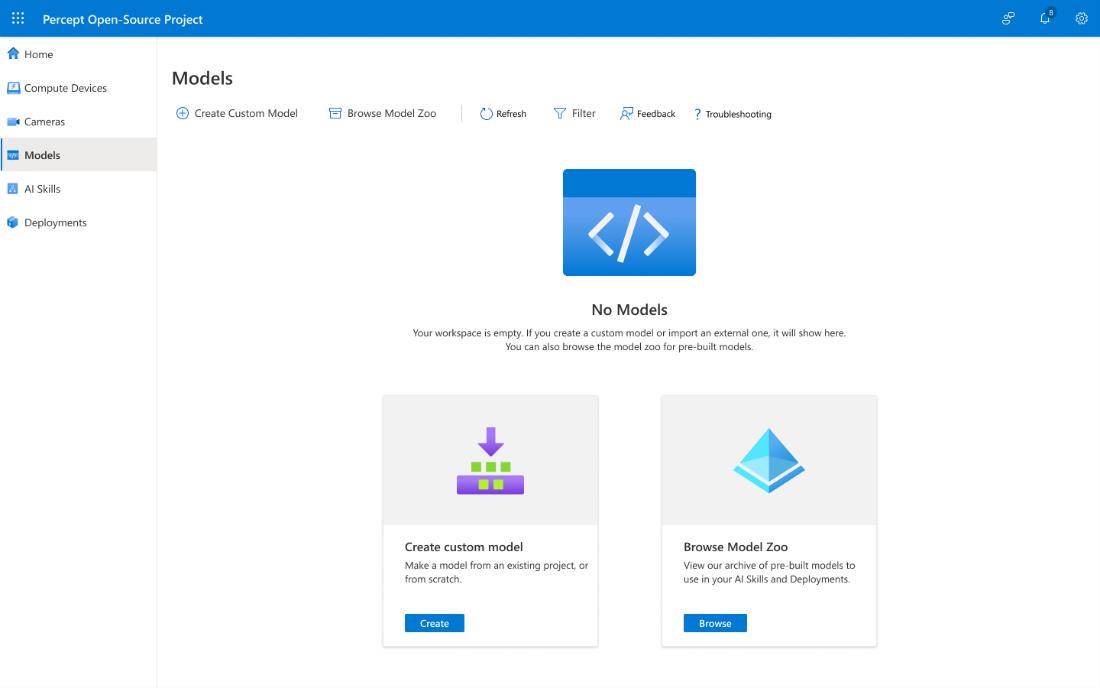 Percept Open-Source Project
8
Home
Compute Devices
Cameras
Models
AI Skills
Deployments
Models
Create Custom Model
Browse Model Zoo
Refresh
Filter
Feedback
? Troubleshooting
</>
No Models
Your workspace is empty. If you create a custom model or import an external one, it will show here.
You can also browse the model zoo for pre-built models.
Create custom model
Make a model from an existing project, or
from scratch.
Create
Browse Model Zoo
View our archive of pre-built models to
use in your AI Skills and Deployments.
Browse